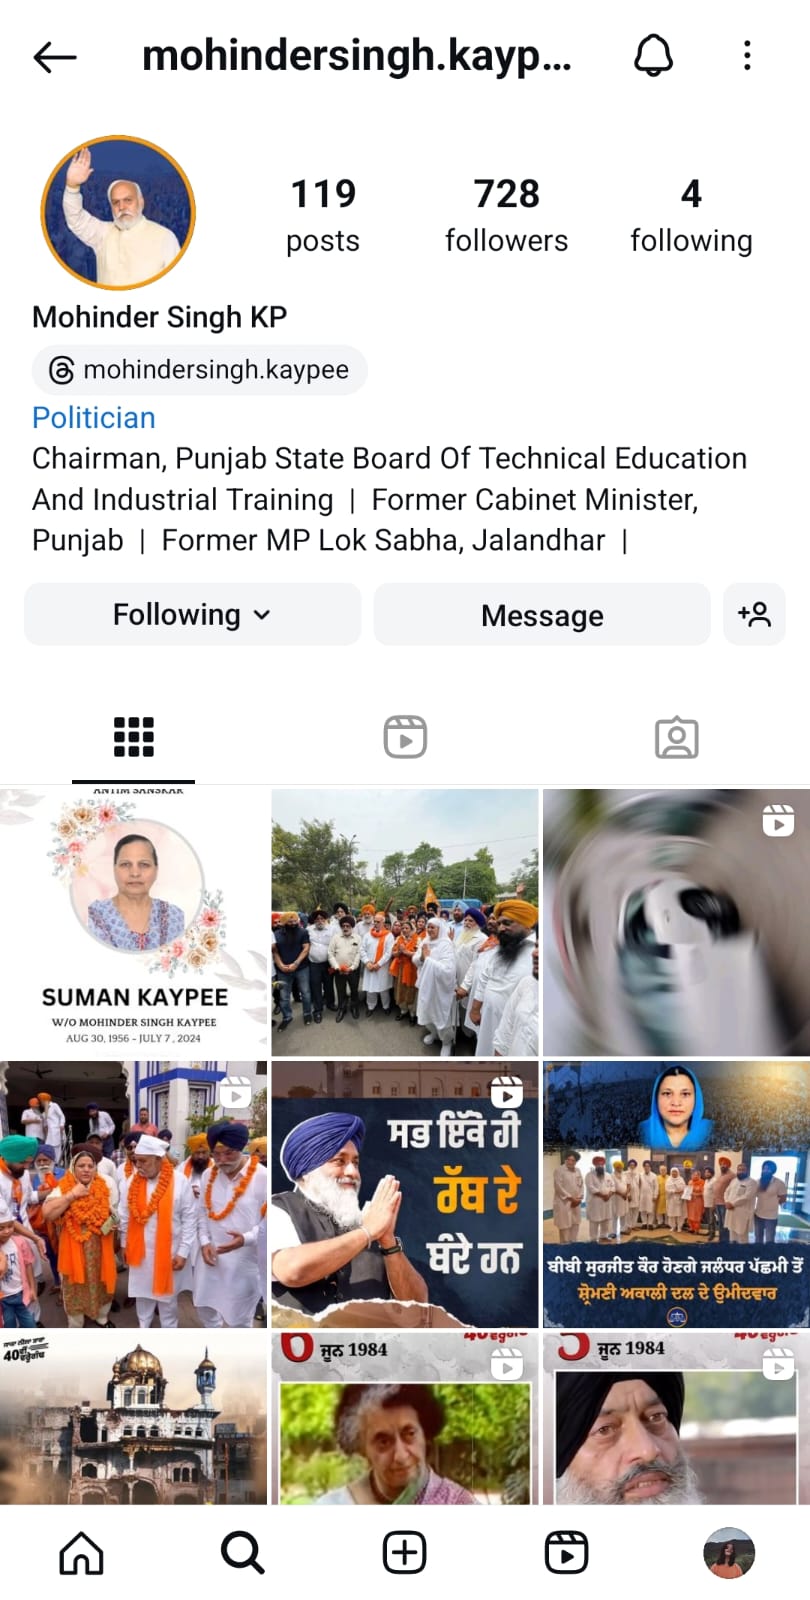 mohindersingh.kayp...
119
posts
728
followers
4
following
Mohinder Singh KP
mohindersingh.kaypee
Politician
Chairman, Punjab State Board Of Technical Education
And Industrial Training | Former Cabinet Minister,
Punjab | Former MP Lok Sabha, Jalandhar |
Following
Message
ANTIM SANSKAR
SUMAN KAYPEE
W/O MOHINDER SINGH KAYPEE
AUG 30, 1956 - JULY 7, 2024
ਸਭ ਇੱਕੋ ਹੀ
ਰੱਬ ਦੇ
ਬੰਦੇ ਹਨ
ਬੀਬੀ ਸੁਰਜੀਤ ਕੌਰ ਹੋਣਗੇ ਜਲੰਧਰ ਪੱਛਮੀ ਤੋਂ
ਸ਼੍ਰੋਮਣੀ ਅਕਾਲੀ ਦਲ ਦੇ ਉਮੀਦਵਾਰ
40ਵੀਂ
6 ਜੂਨ 1984
ਜੂਨ 1984